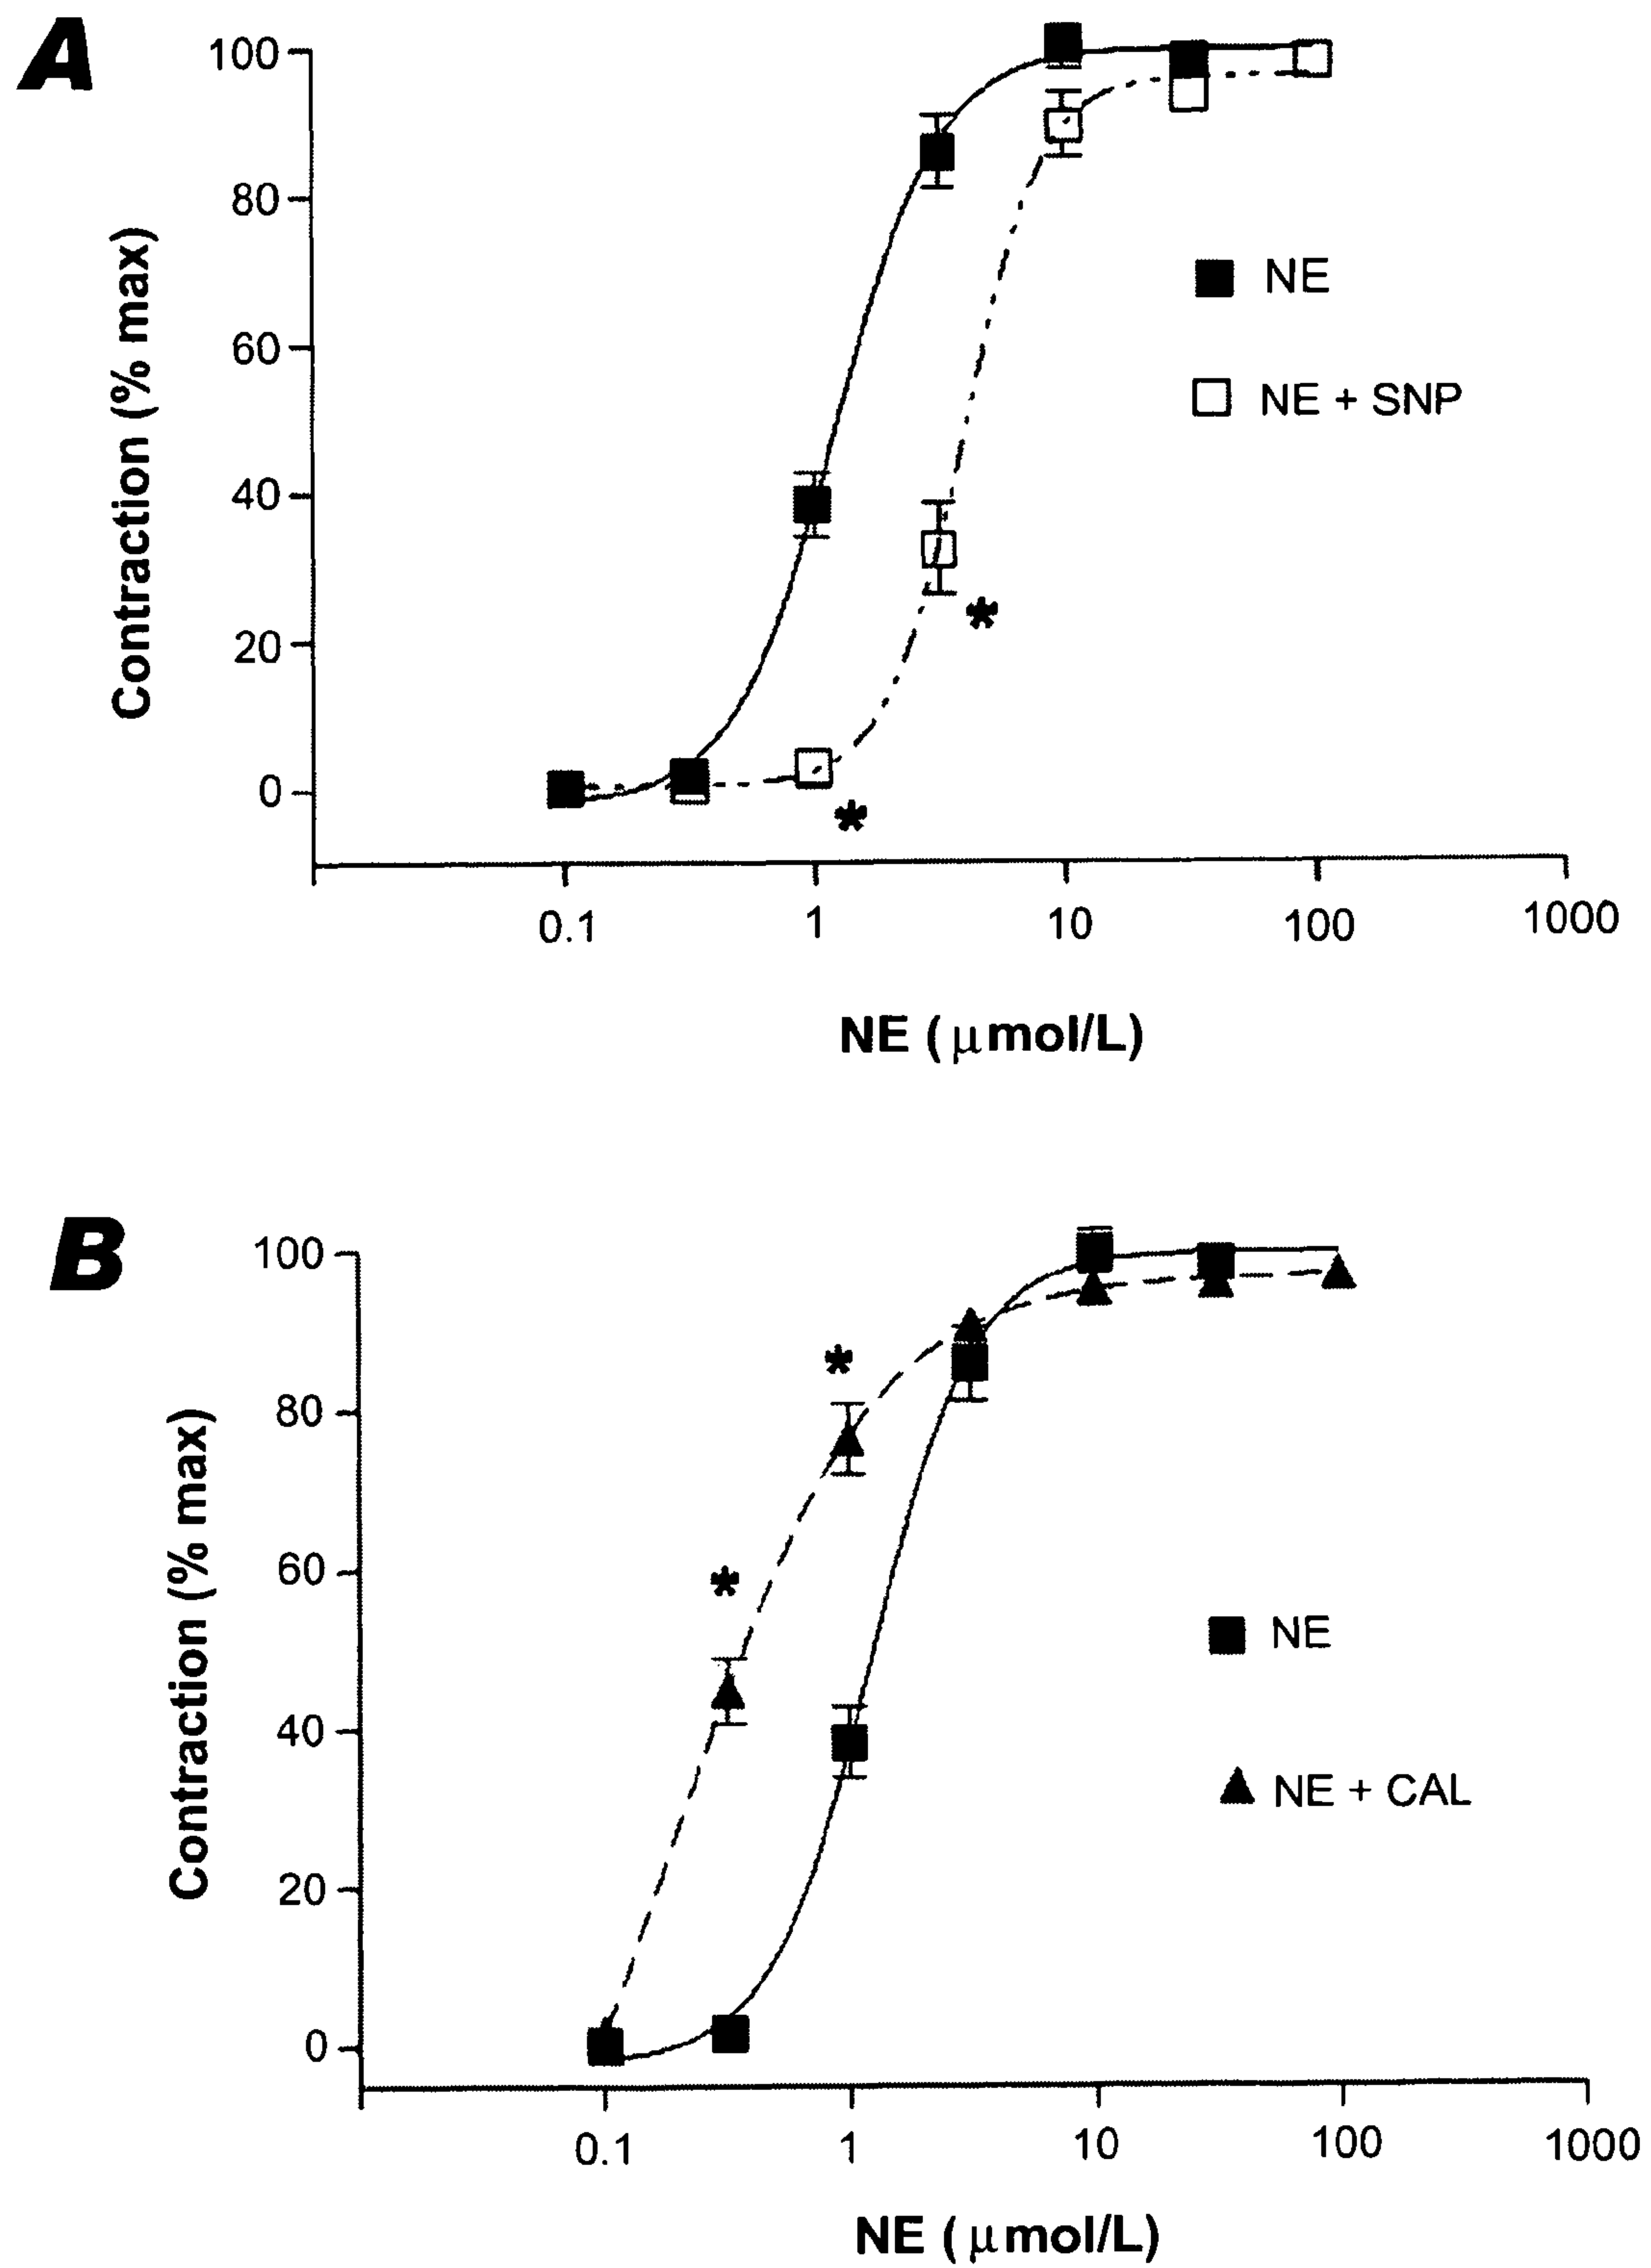 A
100
80
60
40
20
0
Contraction (% max)
NE
NE + SNP
*
*
0.1 1 10 100 1000
NE ( μmol/L)
B
100
80
60
40
20
0
Contraction (% max)
*
*
NE
NE + CAL
0.1 1 10 100 1000
NE ( μmol/L)